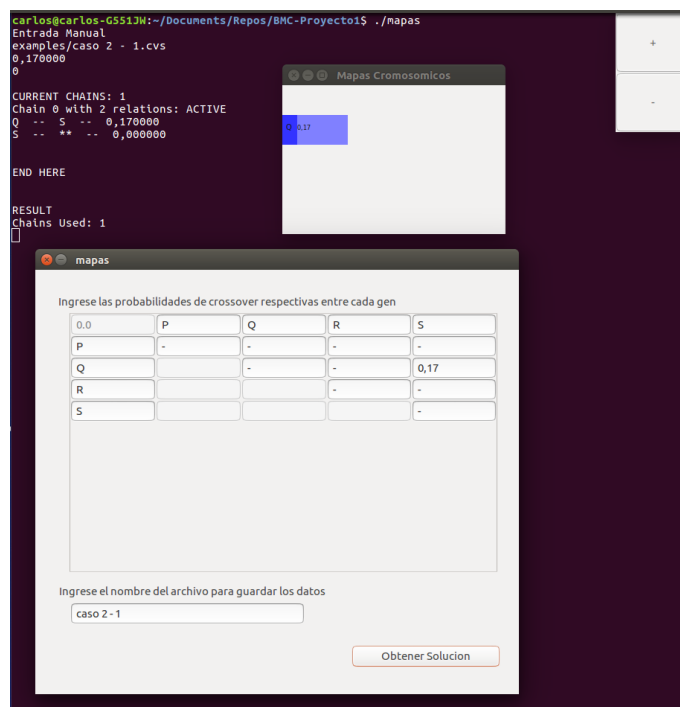 carlos@carlos-G551JW:~/Documents/Repos/BMC-Proyecto1$ ./mapas
Entrada Manual
examples/caso 2 - 1.cvs
0,170000
0
CURRENT CHAINS: 1
Chain 0 with 2 relations: ACTIVE
Q -- S -- 0,170000
S -- ** -- 0,000000
END HERE
RESULT
Chains Used: 1
+
-
Mapas Cromosomicos
Q 0,17
mapas
Ingrese las probabilidades de crossover respectivas entre cada gen
0.0 P Q R S
P - - - -
Q - - 0,17
R - -
S -
Ingrese el nombre del archivo para guardar los datos
caso 2 - 1
Obtener Solucion